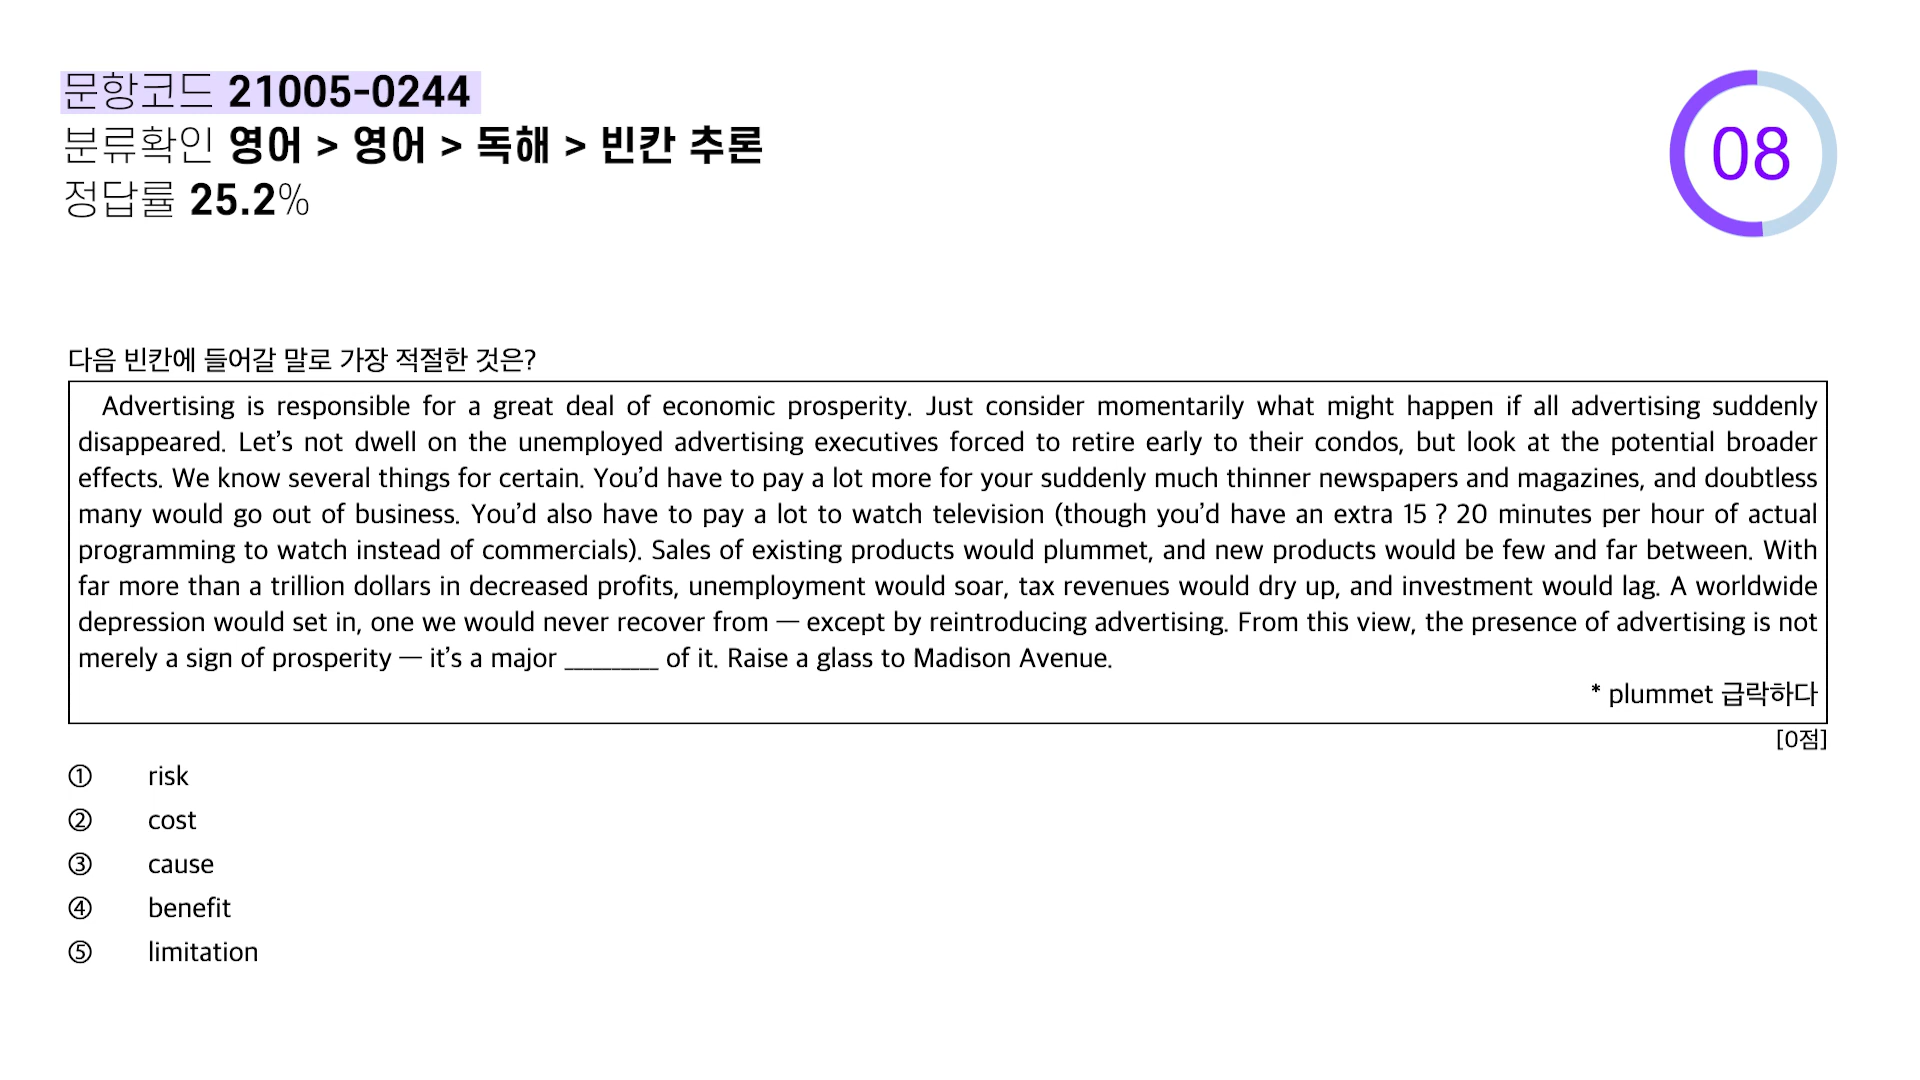 문항코드 21005-0244
분류확인 영어 > 영어 > 독해 > 빈칸 추론
정답률 25.2%
08
다음 빈칸에 들어갈 말로 가장 적절한 것은?
Advertising is responsible for a great deal of economic prosperity. Just consider momentarily what might happen if all advertising suddenly
disappeared. Let's not dwell on the unemployed advertising executives forced to retire early to their condos, but look at the potential broader
effects. We know several things for certain. You'd have to pay a lot more for your suddenly much thinner newspapers and magazines, and doubtless
many would go out of business. You'd also have to pay a lot to watch television (though you'd have an extra 15 ? 20 minutes per hour of actual
programming to watch instead of commercials). Sales of existing products would plummet, and new products would be few and far between. With
far more than a trillion dollars in decreased profits, unemployment would soar, tax revenues would dry up, and investment would lag. A worldwide
depression would set in, one we would never recover from — except by reintroducing advertising. From this view, the presence of advertising is not
merely a sign of prosperity — it's a major ________ of it. Raise a glass to Madison Avenue.
* plummet 급락하다
[0점]
① risk
② cost
③ cause
④ benefit
⑤ limitation